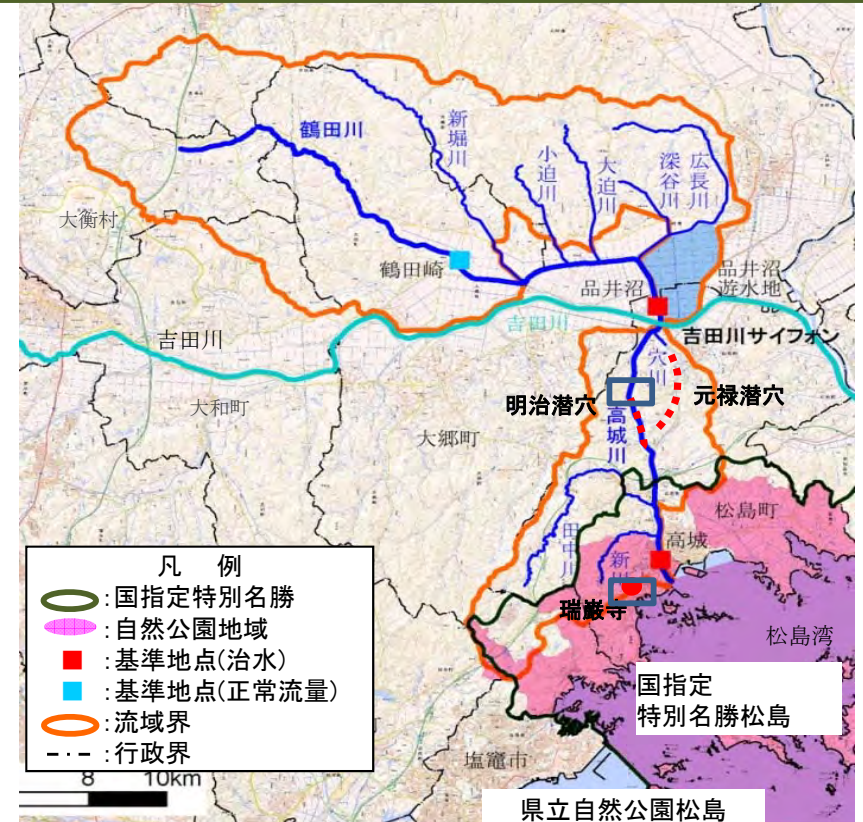 鶴田川
新堀川
小迫川
大迫川
深谷川
広長川
大衡村
鶴田崎
品井沼
品井沼
遊水地
吉田川
吉田川
吉田川サイフォン
穴川
明治潜穴
元禄潜穴
大和町
大郷町
高城川
松島町
田中川
高城
新川
瑞巌寺
松島湾
国指定
特別名勝松島
塩竈市
県立自然公園松島
凡 例
:国指定特別名勝
:自然公園地域
:基準地点(治水)
:基準地点(正常流量)
:流域界
:行政界
8 10km